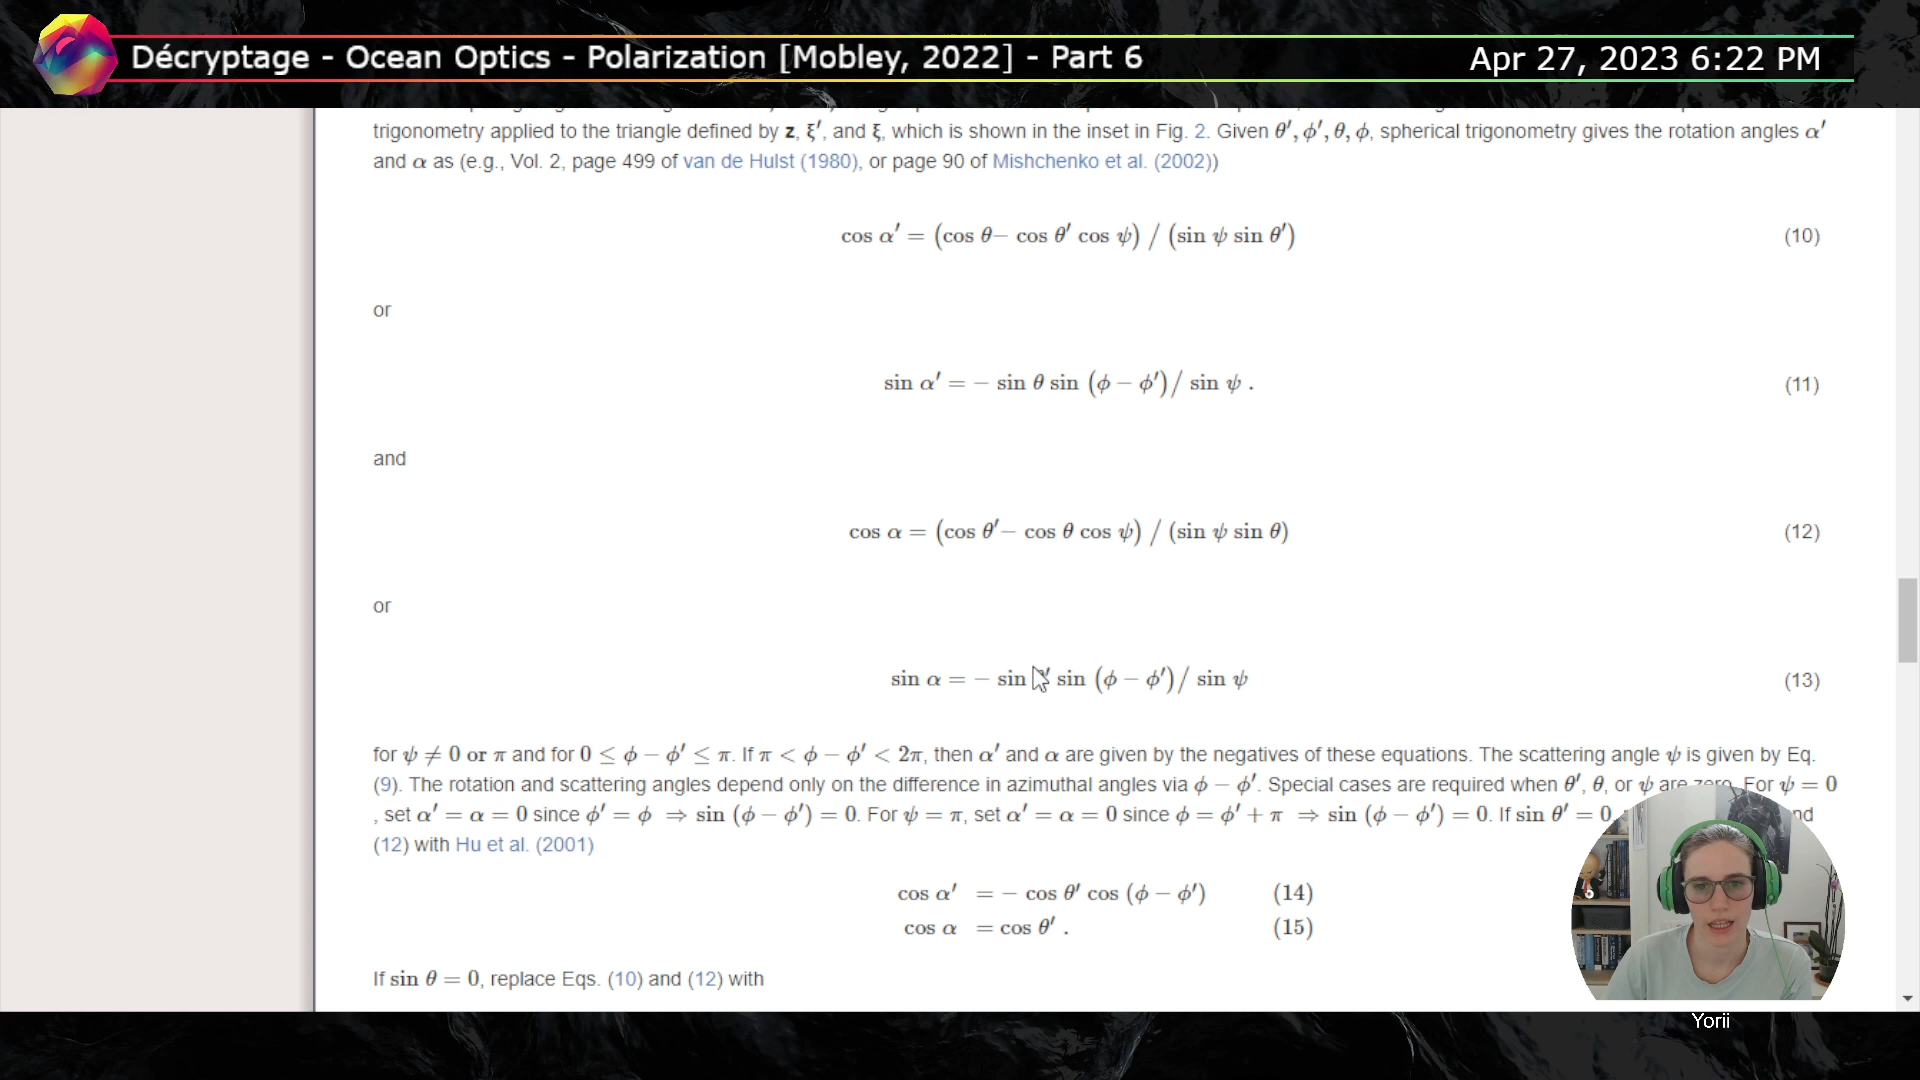 Décryptage - Ocean Optics - Polarization [Mobley, 2022] - Part 6
Apr 27, 2023 6:22 PM
trigonometry applied to the triangle defined by z, ξ′, and ξ, which is shown in the inset in Fig. 2. Given θ′, ϕ′, θ, ϕ, spherical trigonometry gives the rotation angles α′
and α as (e.g., Vol. 2, page 499 of van de Hulst (1980), or page 90 of Mishchenko et al. (2002))
cos α′ = (cos θ− cos θ′ cos ψ) / (sin ψ sin θ′) (10)
or
sin α′ = − sin θ sin (ϕ − ϕ′)/ sin ψ . (11)
and
cos α = (cos θ′− cos θ cos ψ) / (sin ψ sin θ) (12)
or
sin α = − sin sin (ϕ − ϕ′)/ sin ψ (13)
for ψ ≠ 0 or π and for 0 ≤ ϕ − ϕ′ ≤ π. If π < ϕ − ϕ′ < 2π, then α′ and α are given by the negatives of these equations. The scattering angle ψ is given by Eq.
(9). The rotation and scattering angles depend only on the difference in azimuthal angles via ϕ − ϕ′. Special cases are required when θ′, θ, or ψ are zero. For ψ = 0
, set α′ = α = 0 since ϕ′ = ϕ ⇒ sin (ϕ − ϕ′) = 0. For ψ = π, set α′ = α = 0 since ϕ = ϕ′ + π ⇒ sin (ϕ − ϕ′) = 0. If sin θ′ = 0,
(12) with Hu et al. (2001)
cos α′ = − cos θ′ cos (ϕ − ϕ′) (14)
cos α = cos θ′ . (15)
If sin θ = 0, replace Eqs. (10) and (12) with
Yorii